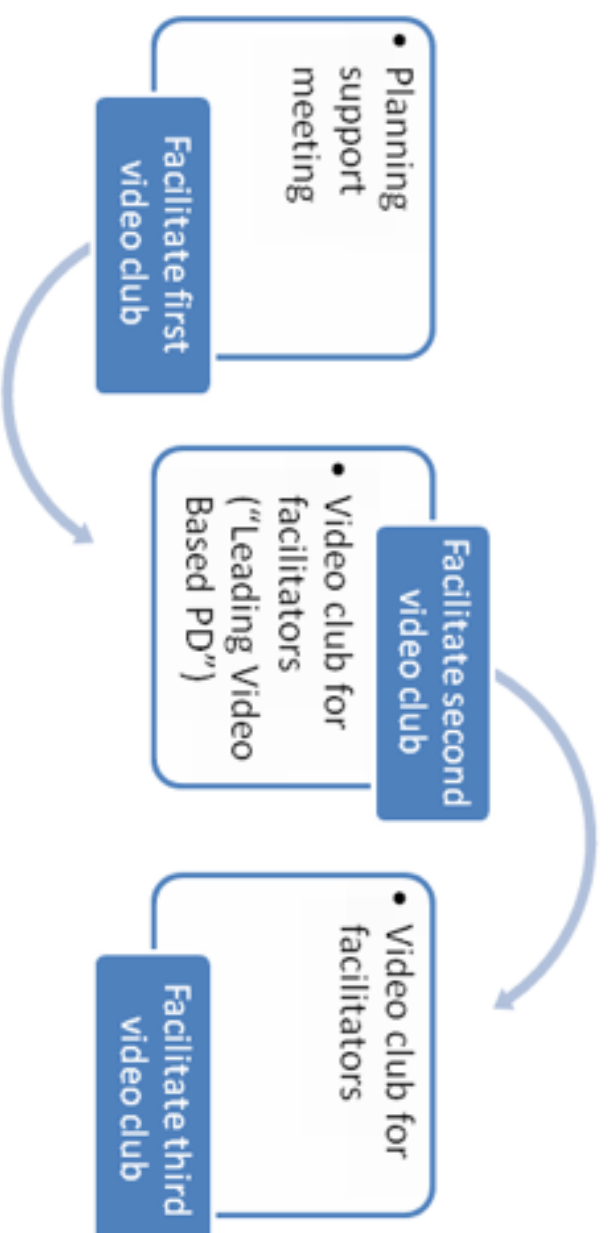 • Planning
support
meeting
Facilitate first
video club
Facilitate second
video club
• Video club for
facilitators
("Leading Video
Based PD")
• Video club for
facilitators
Facilitate third
video club